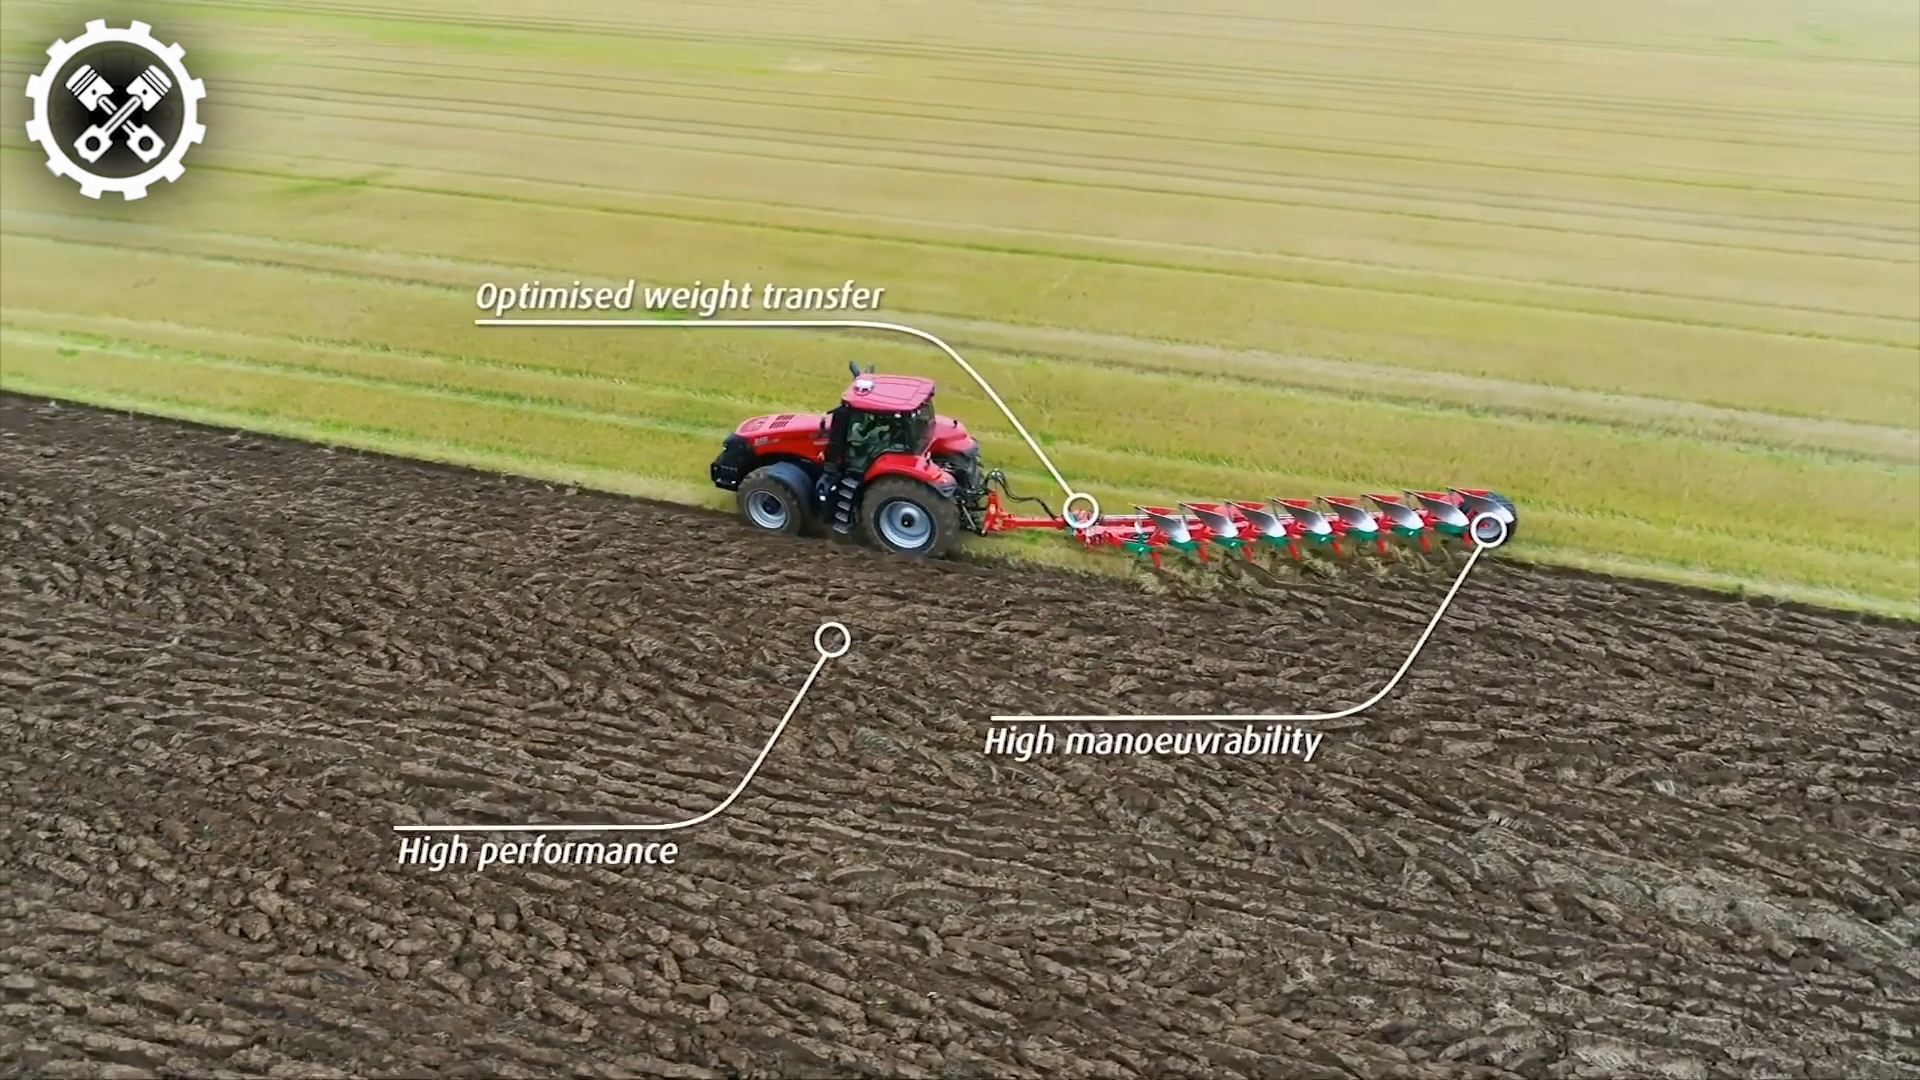 Optimised weight transfer
High manoeuvrability
High performance